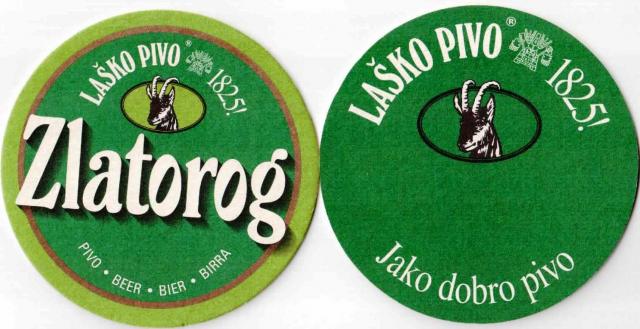 LAŠKO PIVO® 1825!
Zlatorog
PIVO • BEER • BIER • BIRRA
LAŠKO PIVO® 1825!
Jako dobro pivo